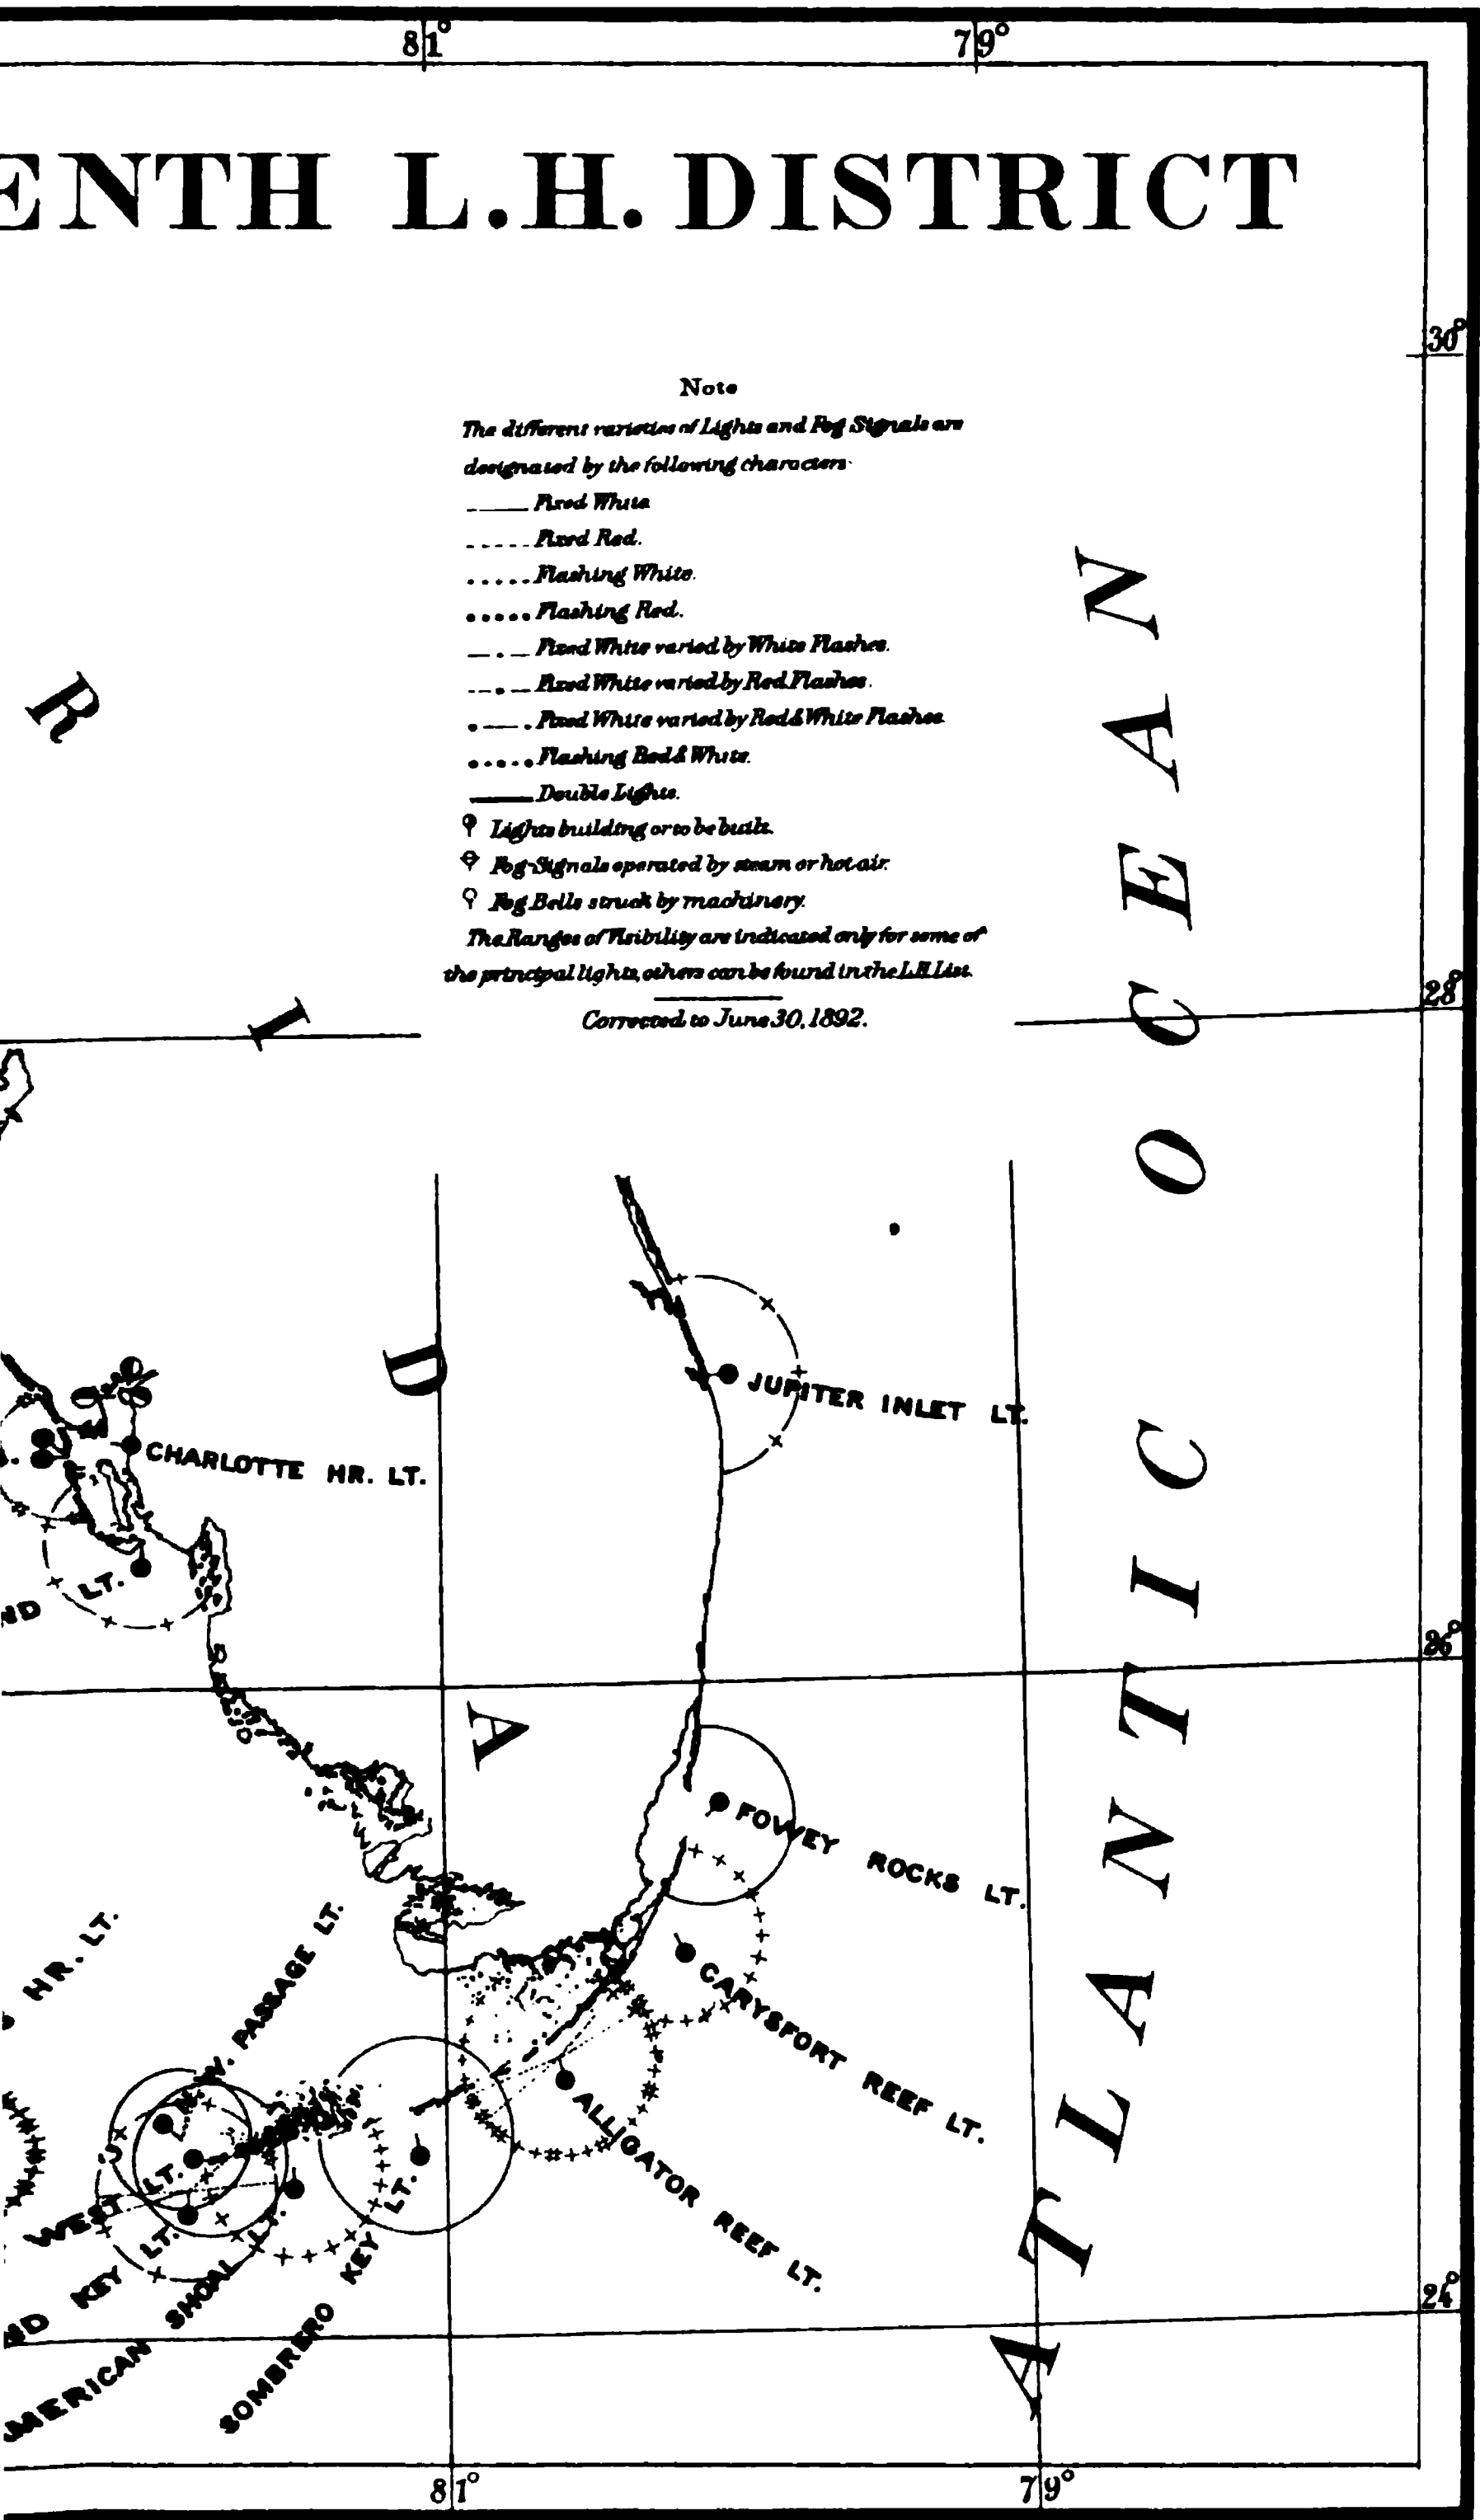 81° 79°
ENTH L.H. DISTRICT
30°
Note
The different varieties of Lights and Fog Signals are
designated by the following characters
Fixed White
Fixed Red.
Flashing White.
Flashing Red.
Fixed White varied by White Flashes.
Fixed White varied by Red Flashes.
Fixed White varied by Red & White Flashes
Flashing Red & White.
Double Lights.
Lights building or to be built.
Fog-Signals operated by steam or hot air.
Fog Bells struck by machinery.
The Ranges of Visibility are indicated only for some of
the principal lights, others can be found in the L.H. List.
Corrected to June 30, 1892.
R
I
D
A
28°
ATLANTIC OCEAN
JUPITER INLET LT.
CHARLOTTE HR. LT.
ND LT.
26°
FOWEY ROCKS LT.
CARYSFORT REEF LT.
ALLIGATOR REEF LT.
HR. LT.
N.W. PASSAGE LT.
WEST LT.
ND KEY LT.
AMERICAN SHOAL LT.
SOMBRERO KEY LT.
24°
81° 79°